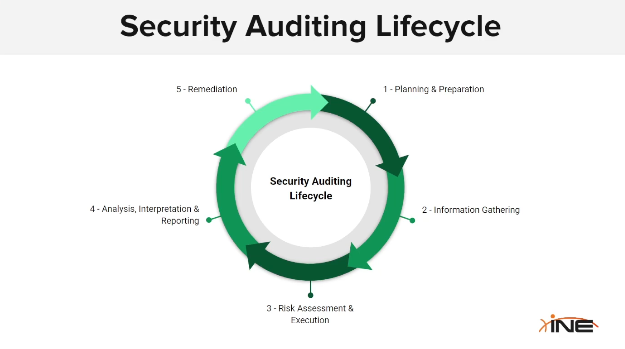 Security Auditing Lifecycle
5 - Remediation
1 - Planning & Preparation
Security Auditing
Lifecycle
4 - Analysis, Interpretation &
Reporting
2 - Information Gathering
3 - Risk Assessment &
Execution
INE